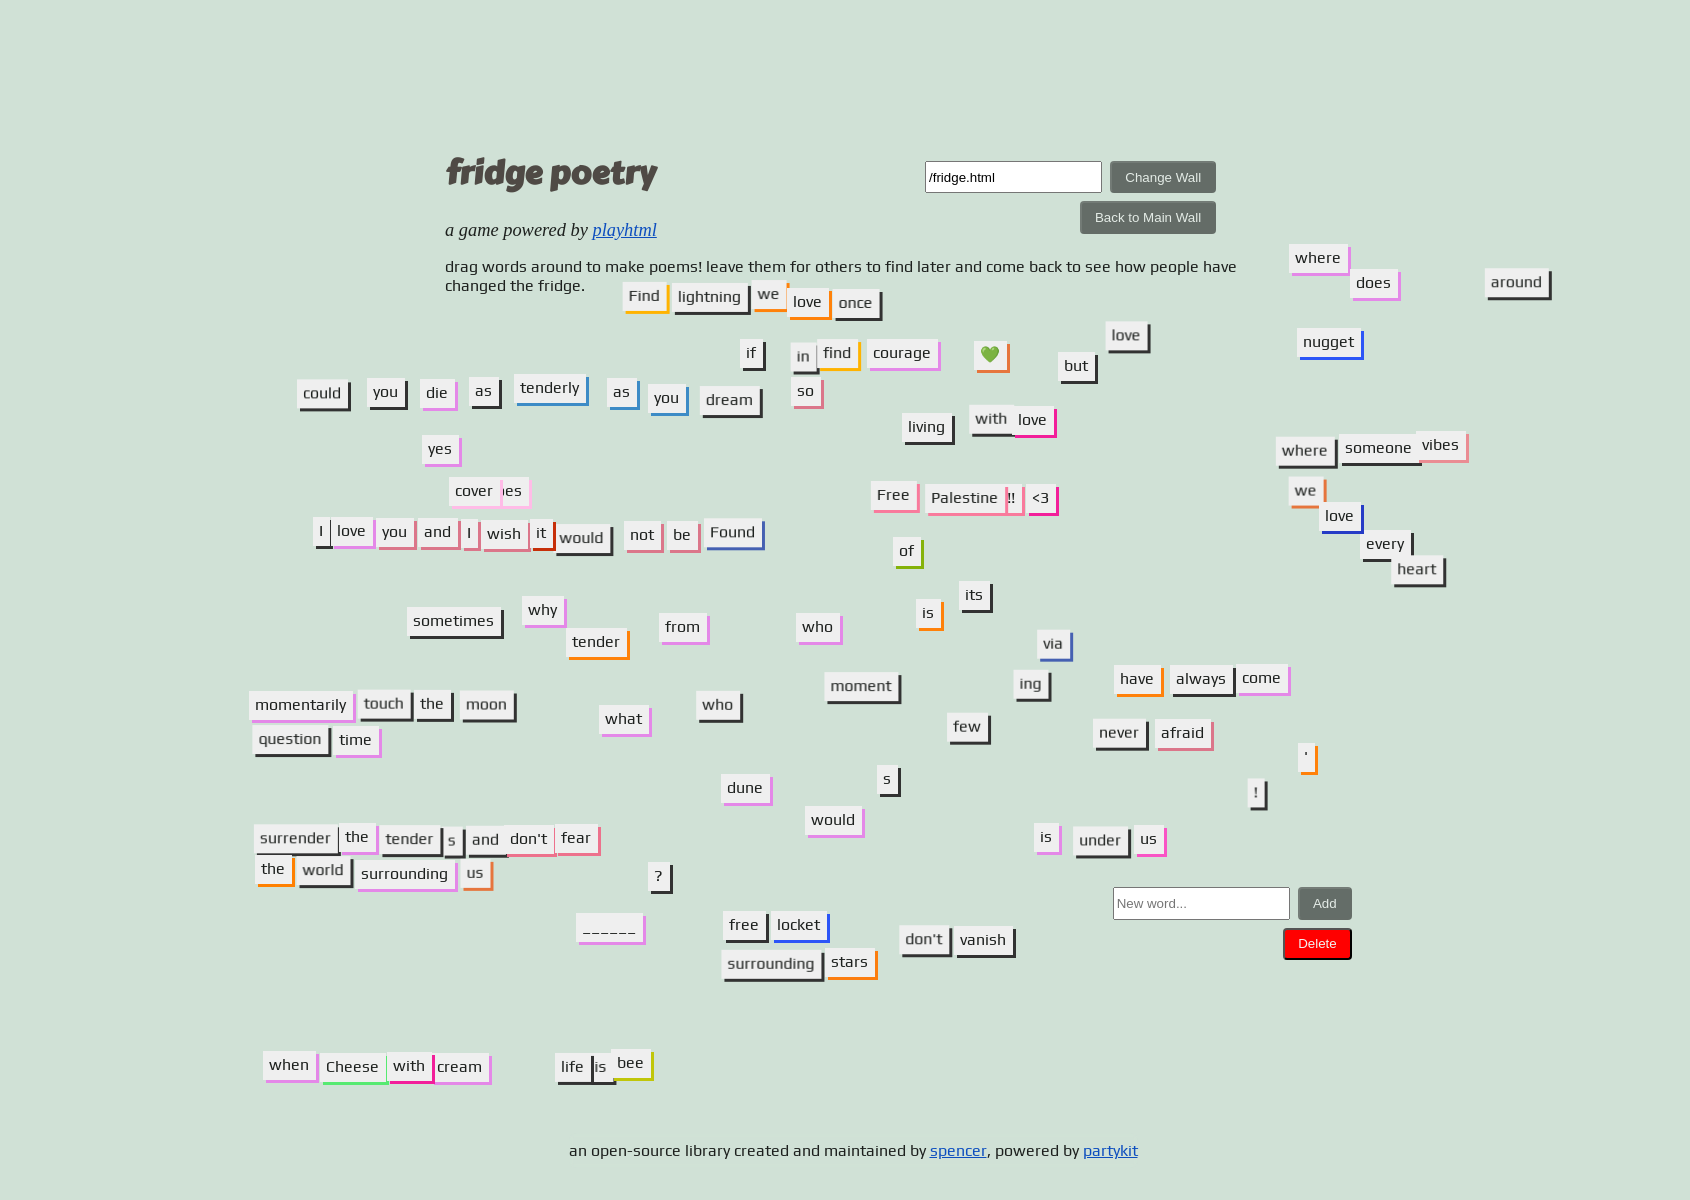 fridge poetry
/fridge.html
Change Wall
Back to Main Wall
a game powered by playhtml
drag words around to make poems! leave them for others to find later and come back to see how people have
changed the fridge.
where
does
around
Find lightning we love once
nugget
love
if in find courage 💚 but
could you die as tenderly as you dream so
living with love
yes
where someone vibes
cover
we
love
every
heart
Free Palestine !! <3
I love you and I wish it would not be Found
of
its
is
sometimes why
tender from who
via
moment ing
have always come
momentarily touch the moon
what who
few never afraid
question time
'
dune s
!
would
surrender the tender s and don't fear
is under us
the world surrounding us
?
New word... Add
Delete
______
free locket
don't vanish
surrounding stars
when Cheese with cream
life is bee
an open-source library created and maintained by spencer, powered by partykit